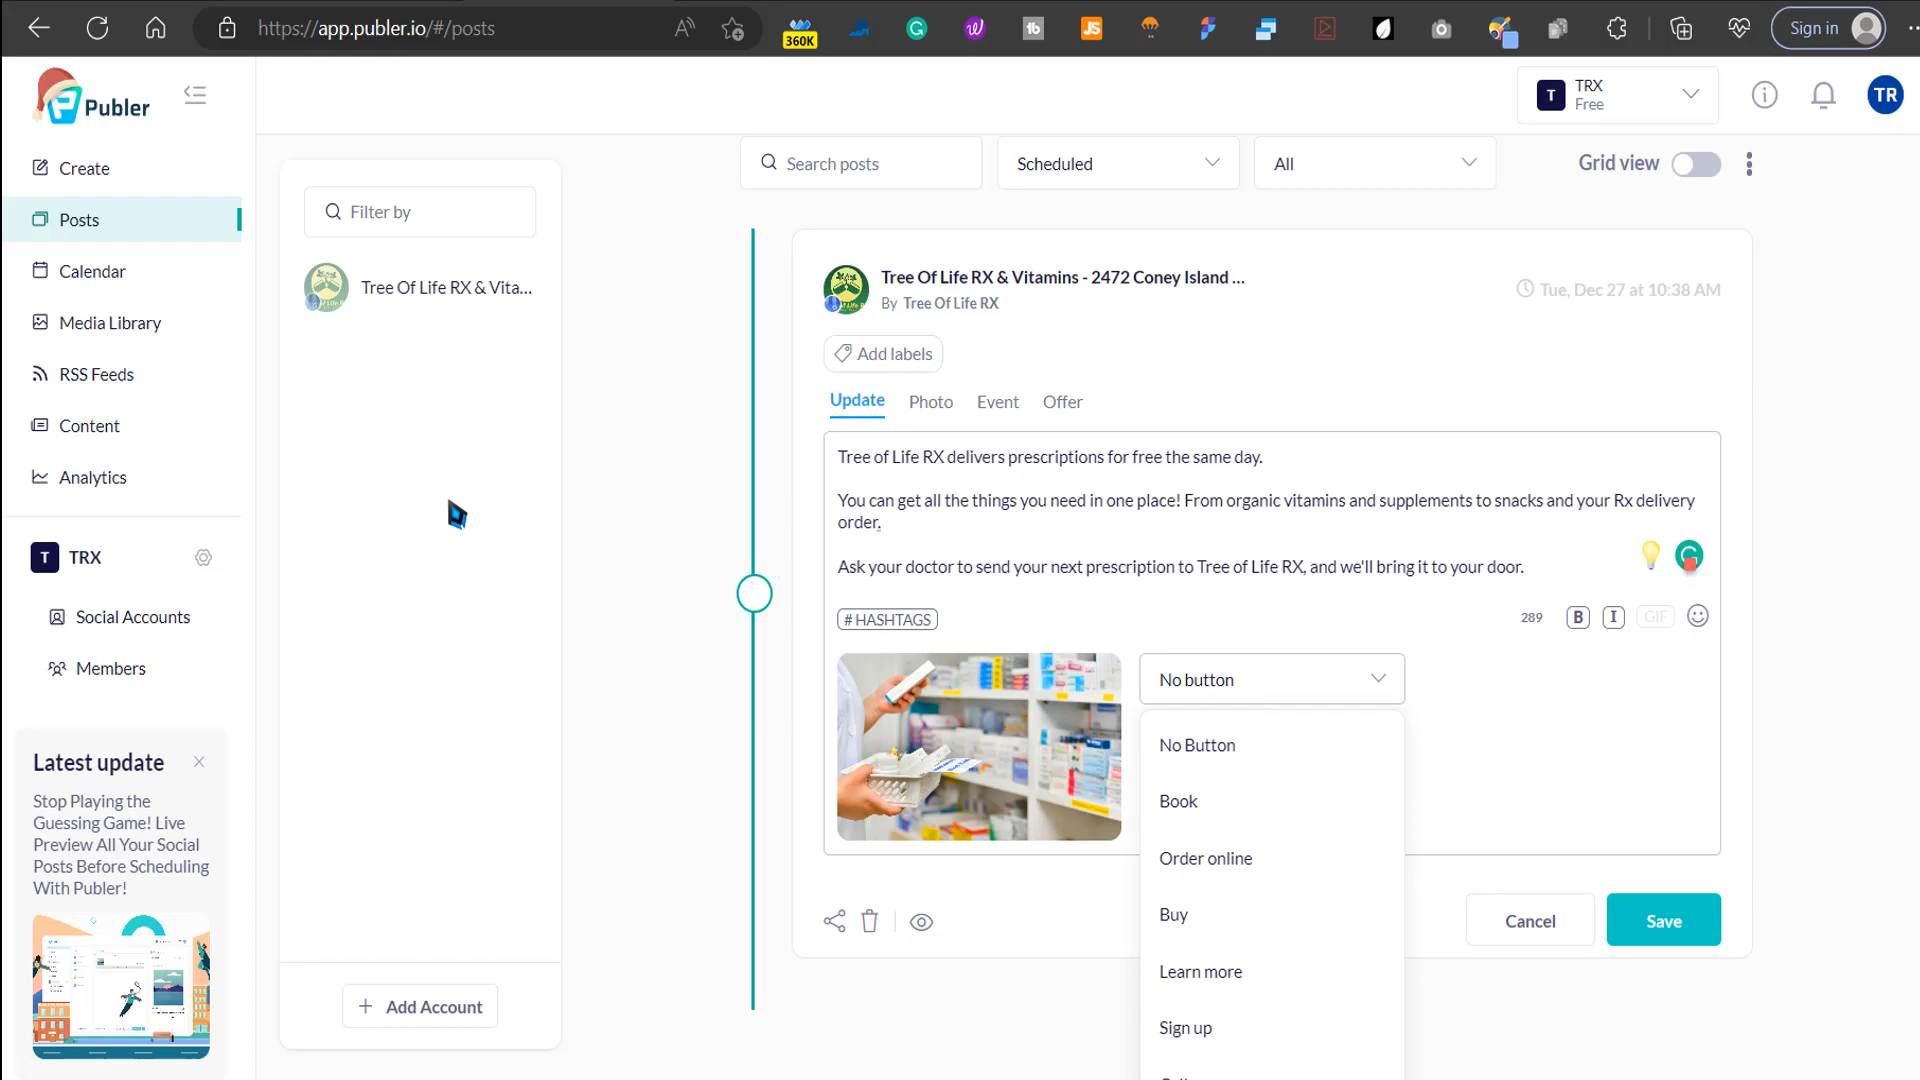 https://app.publer.io/#/posts
360K
Sign in
Publer
TRX
Free
TR
Create
Posts
Calendar
Media Library
RSS Feeds
Content
Analytics
T TRX
Social Accounts
Members
Latest update
Stop Playing the
Guessing Game! Live
Preview All Your Social
Posts Before Scheduling
With Publer!
Filter by
Tree Of Life RX & Vita...
+ Add Account
Search posts
Scheduled
All
Grid view
Tree Of Life RX & Vitamins - 2472 Coney Island ...
By Tree Of Life RX
Tue, Dec 27 at 10:38 AM
Add labels
Update Photo Event Offer
Tree of Life RX delivers prescriptions for free the same day.
You can get all the things you need in one place! From organic vitamins and supplements to snacks and your Rx delivery
order.
Ask your doctor to send your next prescription to Tree of Life RX, and we'll bring it to your door.
# HASHTAGS
289 B I GIF
No button
No Button
Book
Order online
Buy
Learn more
Sign up
Cancel
Save